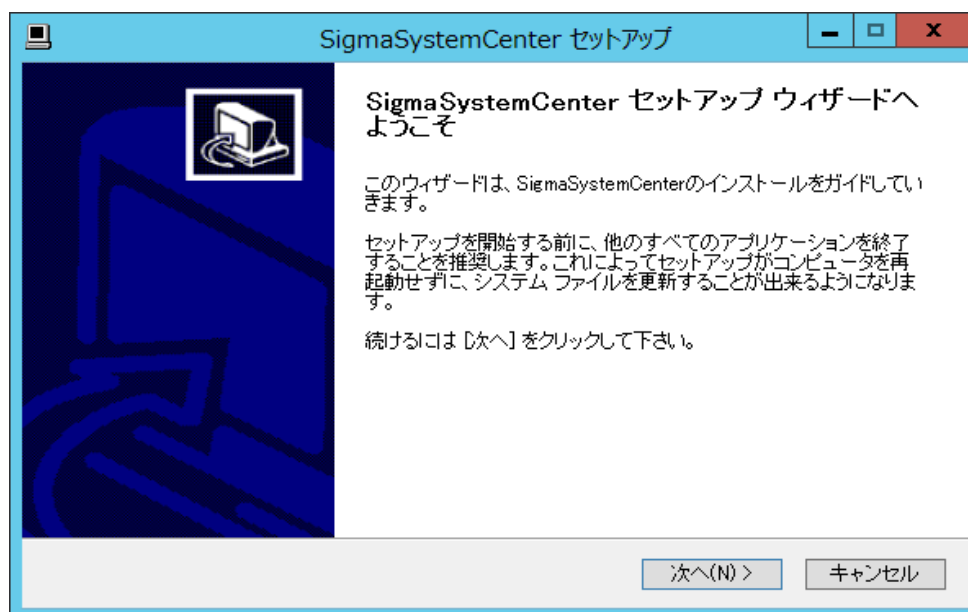 SigmaSystemCenter セットアップ
SigmaSystemCenter セットアップ ウィザードへ
ようこそ
このウィザードは、SigmaSystemCenterのインストールをガイドしてい
きます。
セットアップを開始する前に、他のすべてのアプリケーションを終了
することを推奨します。これによってセットアップがコンピュータを再
起動せずに、システム ファイルを更新することが出来るようになりま
す。
続けるには [次へ] をクリックして下さい。
次へ(N) >
キャンセル